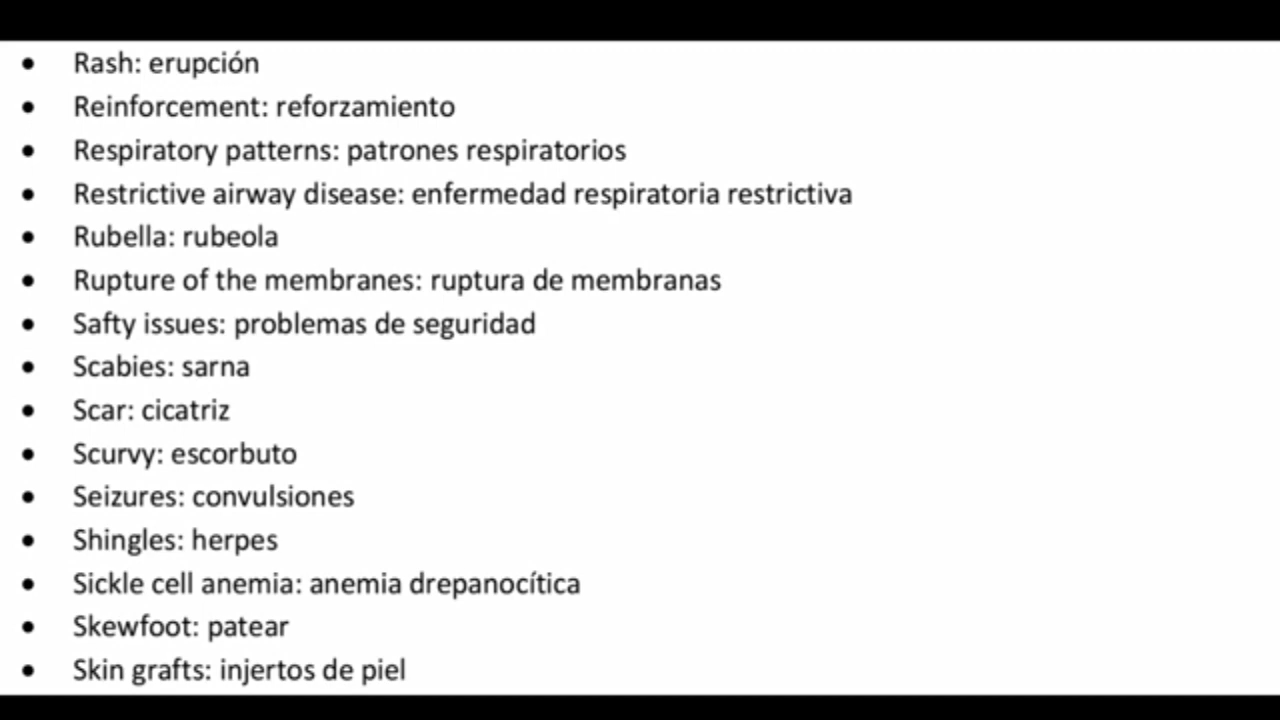 • Rash: erupción
• Reinforcement: reforzamiento
• Respiratory patterns: patrones respiratorios
• Restrictive airway disease: enfermedad respiratoria restrictiva
• Rubella: rubeola
• Rupture of the membranes: ruptura de membranas
• Safty issues: problemas de seguridad
• Scabies: sarna
• Scar: cicatriz
• Scurvy: escorbuto
• Seizures: convulsiones
• Shingles: herpes
• Sickle cell anemia: anemia drepanocítica
• Skewfoot: patear
• Skin grafts: injertos de piel